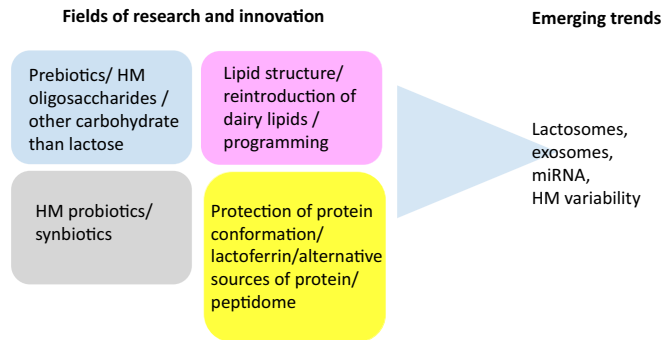 Fields of research and innovation
Emerging trends
Prebiotics/ HM
oligosaccharides /
other carbohydrate
than lactose
Lipid structure/
reintroduction of
dairy lipids /
programming
HM probiotics/
synbiotics
Protection of protein
conformation/
lactoferrin/alternative
sources of protein/
peptidome
Lactosomes,
exosomes,
miRNA,
HM variability